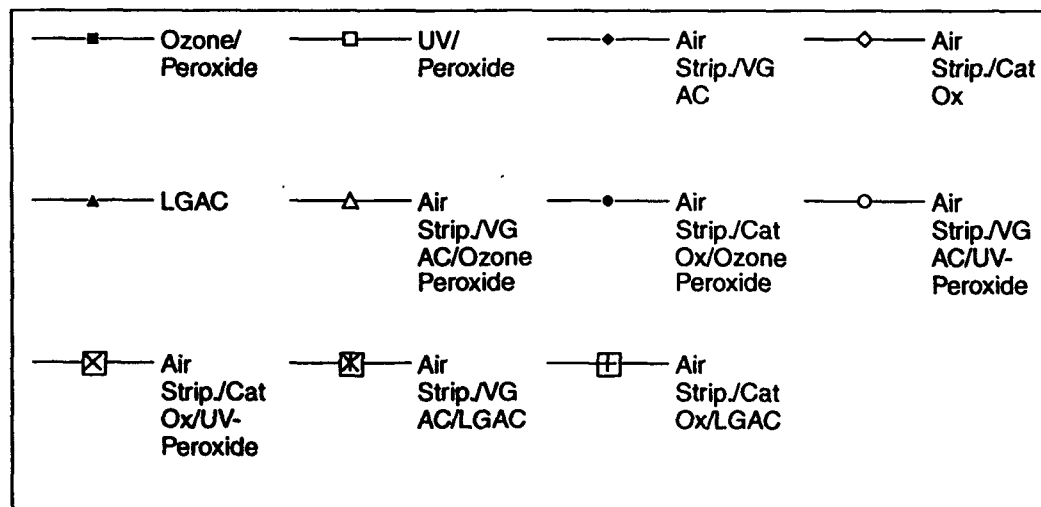 Ozone/
Peroxide
UV/
Peroxide
Air
Strip./VG
AC
Air
Strip./Cat
Ox
LGAC
Air
Strip./VG
AC/Ozone
Peroxide
Air
Strip./Cat
Ox/Ozone
Peroxide
Air
Strip./VG
AC/UV-
Peroxide
Air
Strip./Cat
Ox/UV-
Peroxide
Air
Strip./VG
AC/LGAC
Air
Strip./Cat
Ox/LGAC